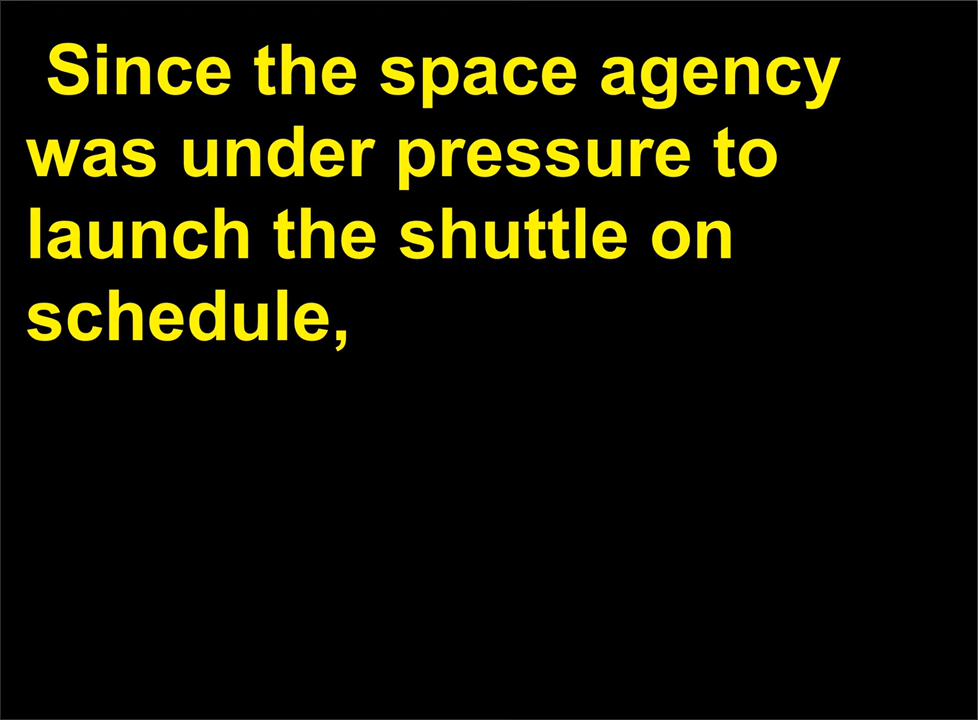 Since the space agency
was under pressure to
launch the shuttle on
schedule,